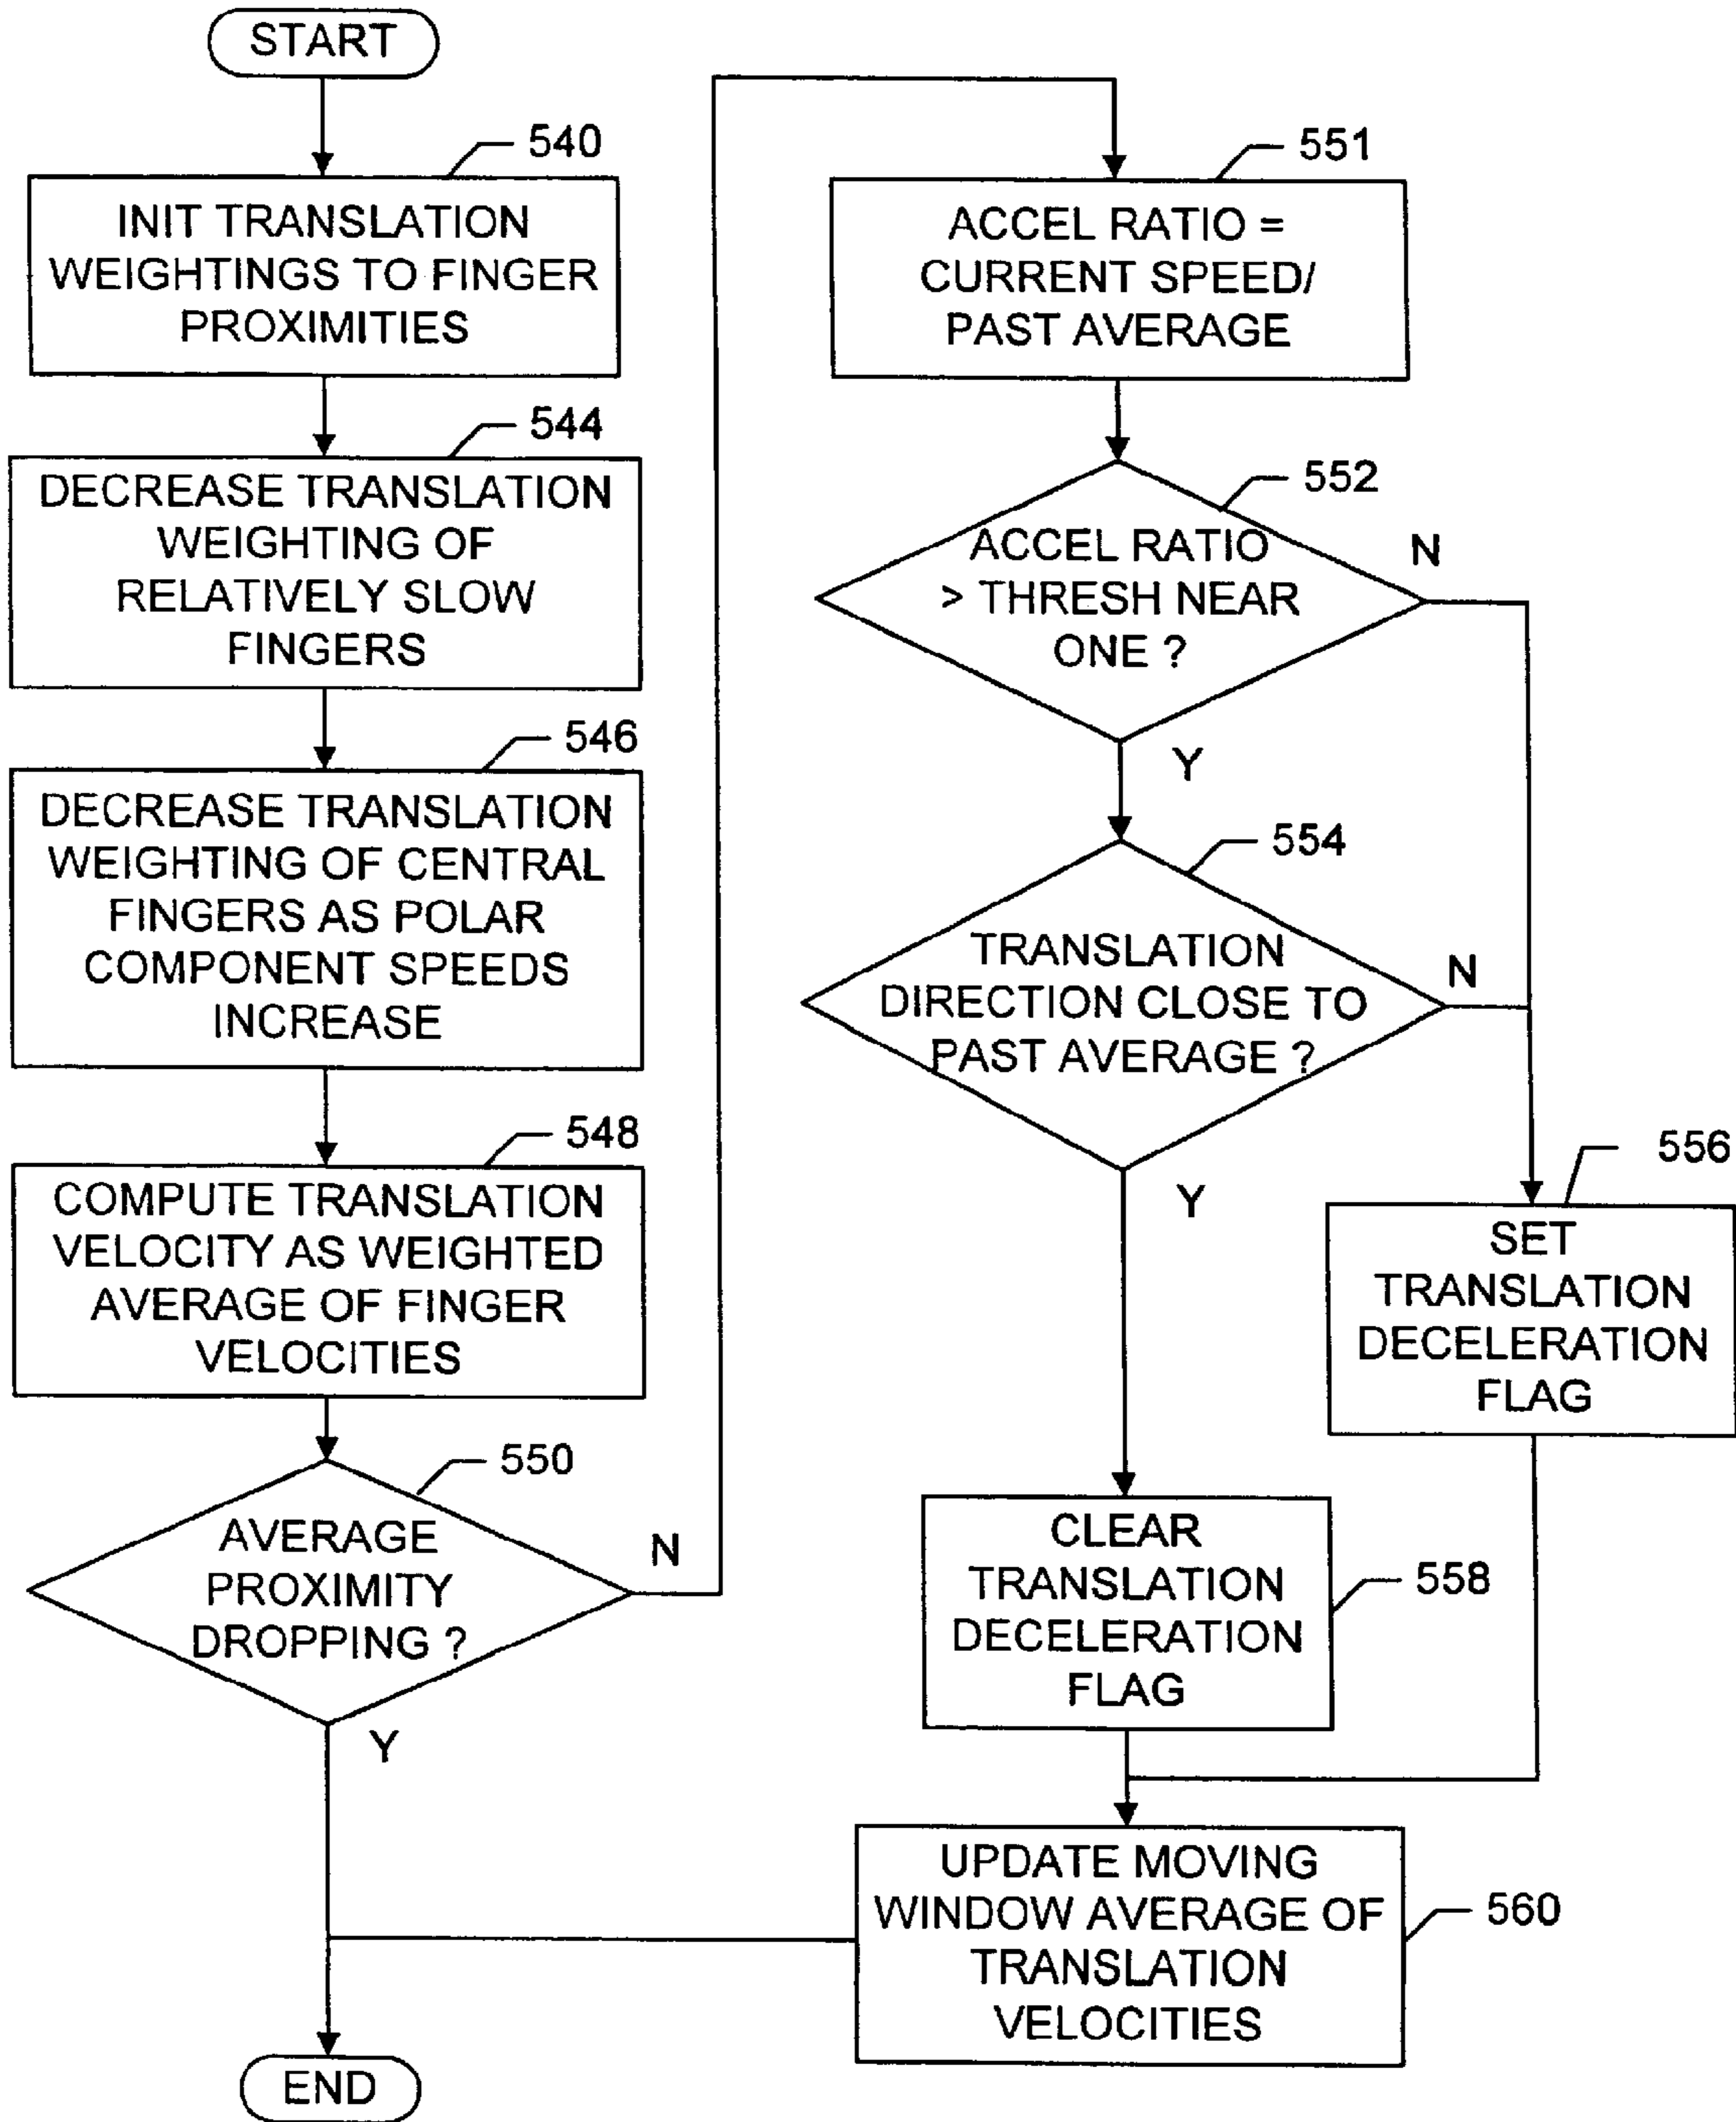 START
540
INIT TRANSLATION
WEIGHTINGS TO FINGER
PROXIMITIES
544
DECREASE TRANSLATION
WEIGHTING OF
RELATIVELY SLOW
FINGERS
546
DECREASE TRANSLATION
WEIGHTING OF CENTRAL
FINGERS AS POLAR
COMPONENT SPEEDS
INCREASE
548
COMPUTE TRANSLATION
VELOCITY AS WEIGHTED
AVERAGE OF FINGER
VELOCITIES
550
AVERAGE
PROXIMITY
DROPPING ?
N
Y
551
ACCEL RATIO =
CURRENT SPEED/
PAST AVERAGE
552
ACCEL RATIO
> THRESH NEAR
ONE ?
N
Y
554
TRANSLATION
DIRECTION CLOSE TO
PAST AVERAGE ?
N
Y
556
SET
TRANSLATION
DECELERATION
FLAG
558
CLEAR
TRANSLATION
DECELERATION
FLAG
560
UPDATE MOVING
WINDOW AVERAGE OF
TRANSLATION
VELOCITIES
END